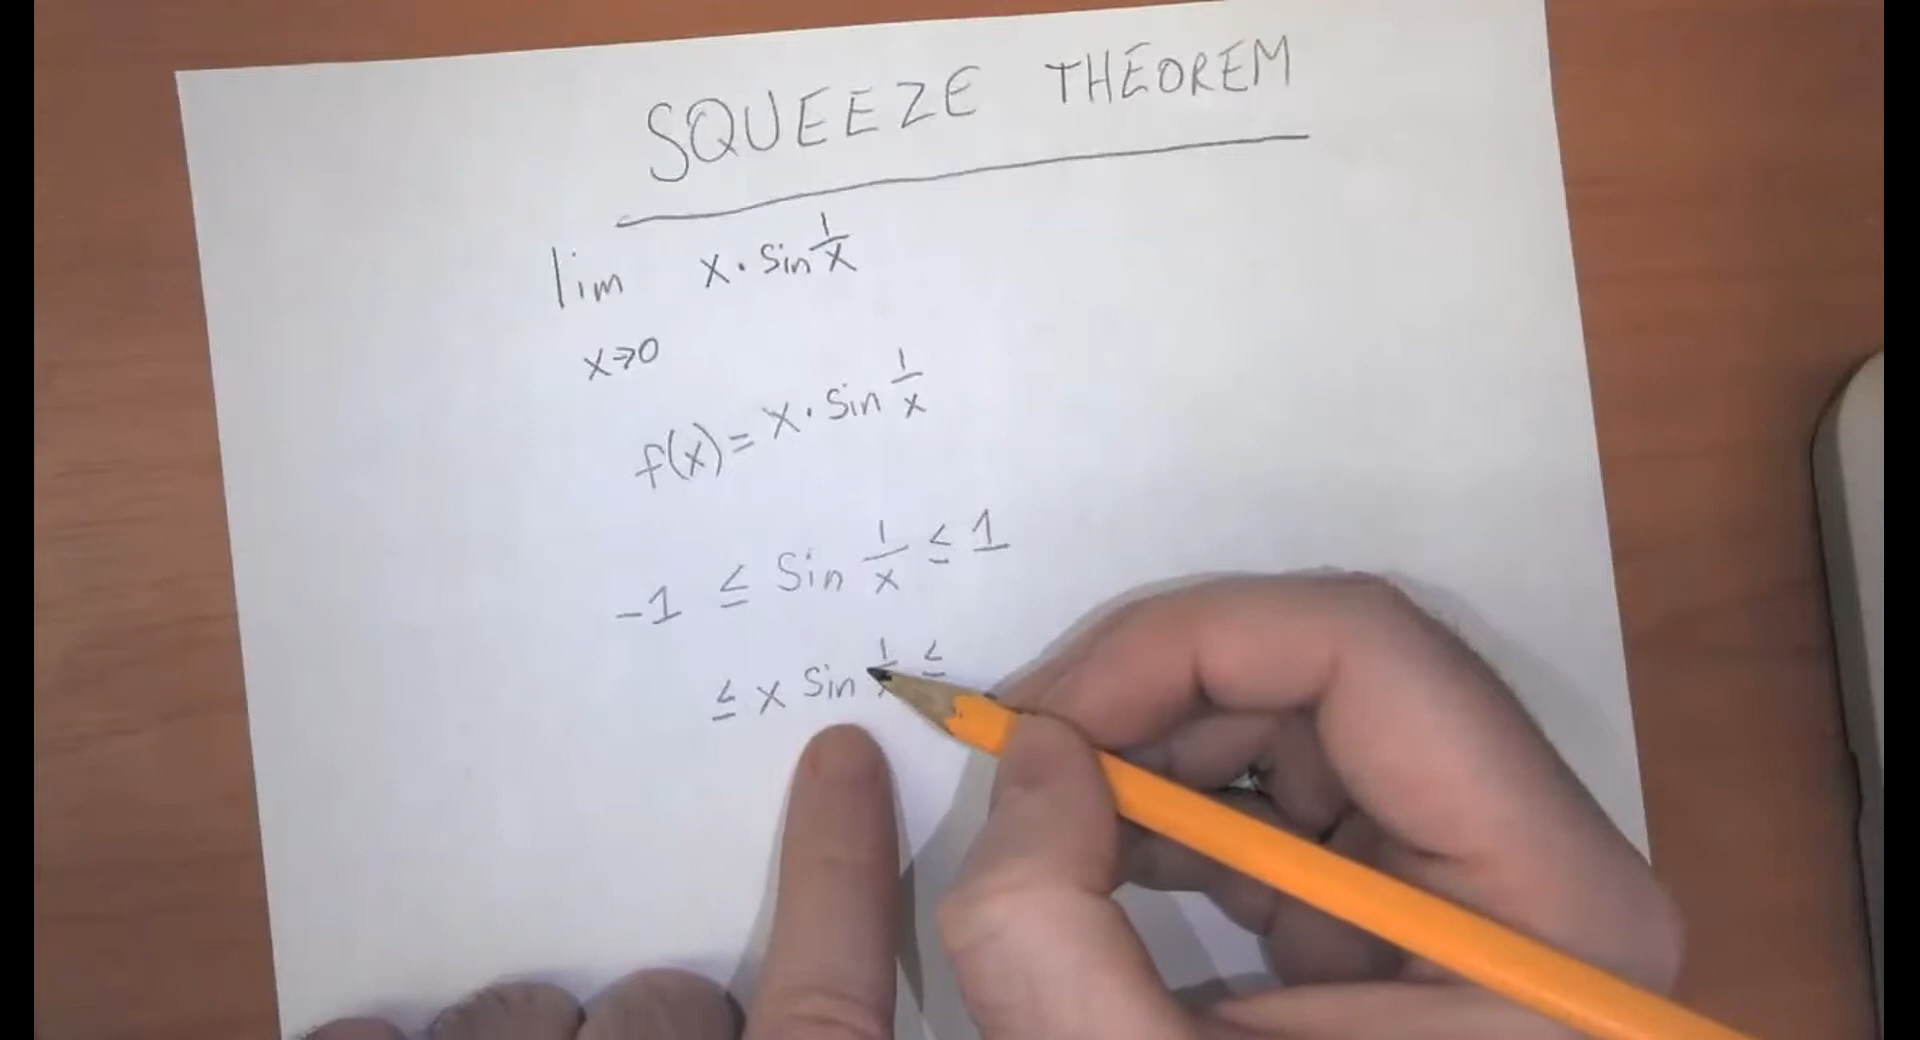 SQUEEZE THEOREM
lim x · sin 1/x
x→0
f(x) = x · sin 1/x
-1 ≤ sin 1/x ≤ 1
≤ x sin 1/x ≤